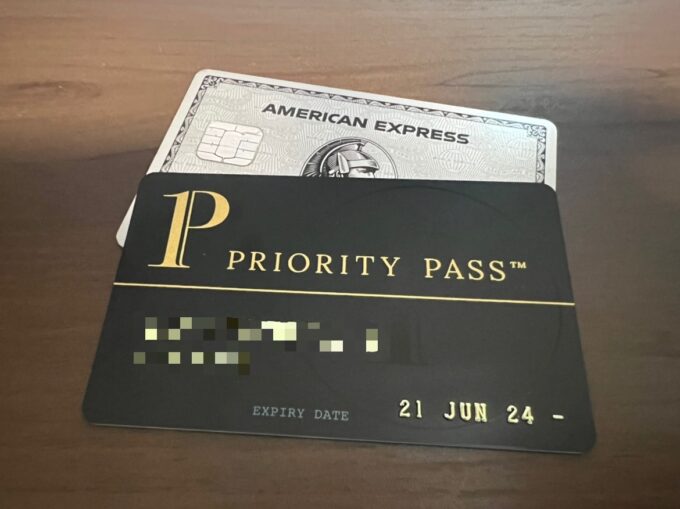 AMERICAN EXPRESS
PRIORITY PASS™
EXPIRY DATE 21 JUN 24 -